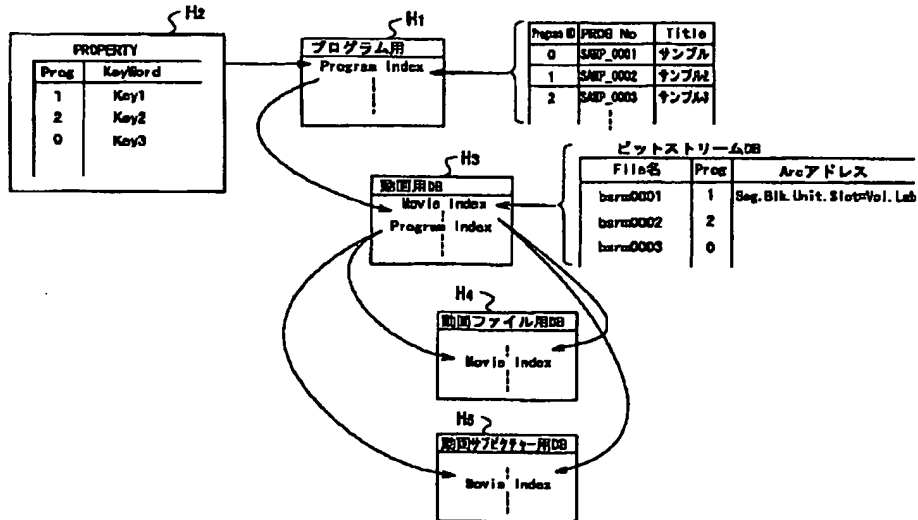 H2
PROPERTY
Prog KeyWord
1 Key1
2 Key2
0 Key3
H1
プログラム用
Program Index
Program ID PROG No Title
0 SAMP_0001 サンプル
1 SAMP_0002 サンプル2
2 SAMP_0003 サンプル3
H3
動画用DB
Movie Index
Program Index
ビットストリームDB
File名 Prog Arcアドレス
bsrm0001 1 Seg.Blk.Unit.Slot=Vol.Lab
bsrm0002 2
bsrm0003 0
H4
動画ファイル用DB
Movie Index
H5
動画サブピクチャー用DB
Movie Index